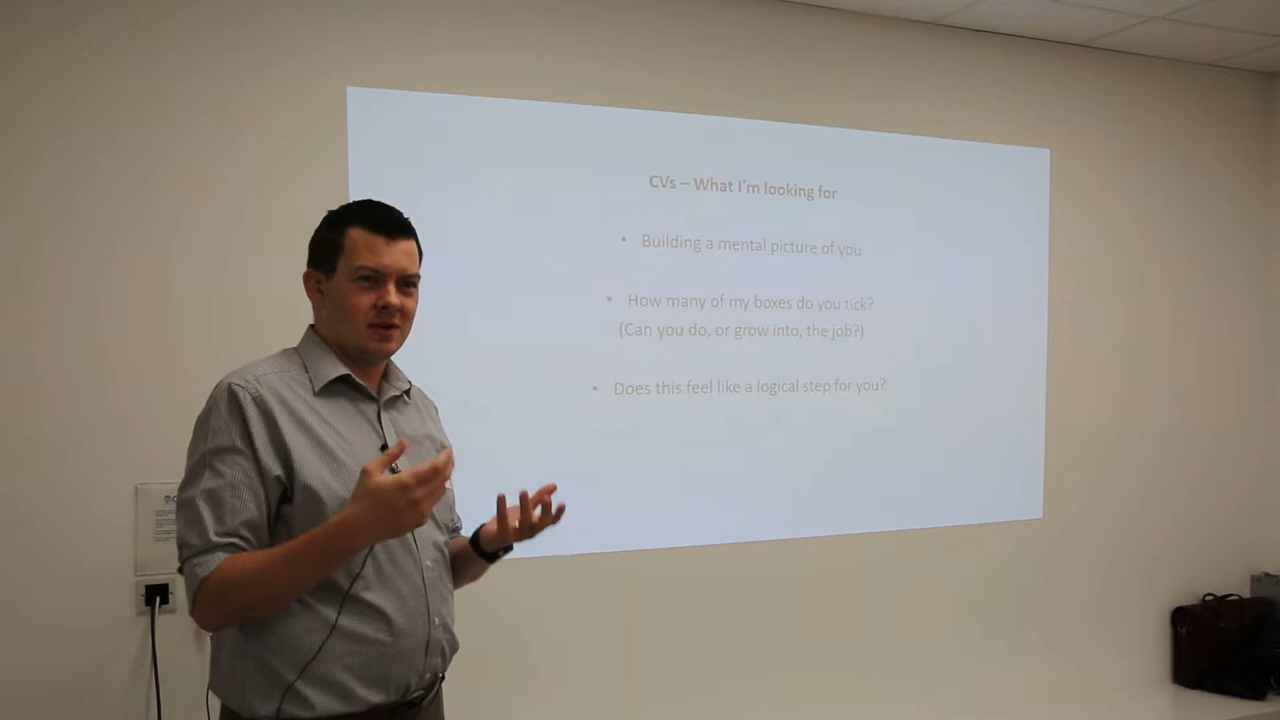 CVs – What I'm looking for
• Building a mental picture of you
• How many of my boxes do you tick?
(Can you do, or grow into, the job?)
• Does this feel like a logical step for you?